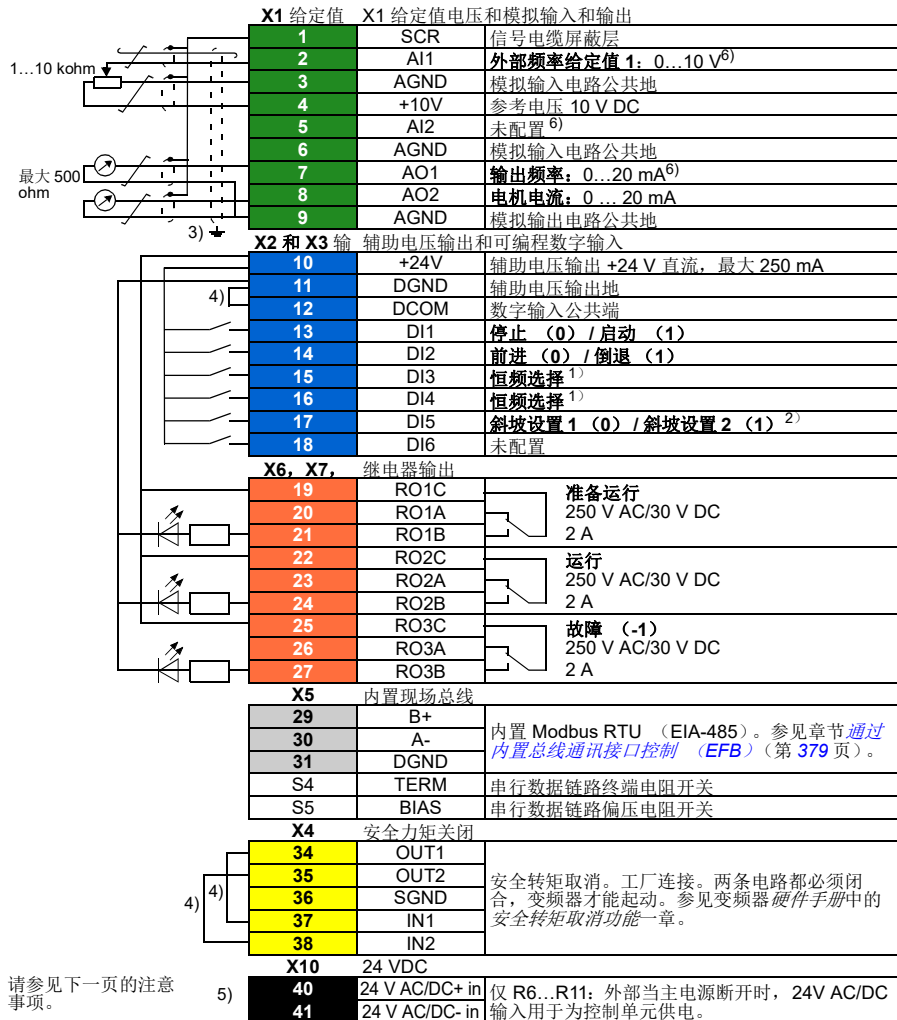 X1 给定值 X1 给定值电压和模拟输入和输出
1 SCR 信号电缆屏蔽层
2 AI1 外部频率给定值 1：0…10 V6)
1…10 kohm
3 AGND 模拟输入电路公共地
4 +10V 参考电压 10 V DC
5 AI2 未配置 6)
6 AGND 模拟输入电路公共地
7 AO1 输出频率：0…20 mA6)
最大 500
ohm
8 AO2 电机电流：0 … 20 mA
9 AGND 模拟输出电路公共地
3)
X2 和 X3 输 辅助电压输出和可编程数字输入
10 +24V 辅助电压输出 +24 V 直流，最大 250 mA
11 DGND 辅助电压输出地
4)
12 DCOM 数字输入公共端
13 DI1 停止 （0）/ 启动 （1）
14 DI2 前进 （0）/ 倒退 （1）
15 DI3 恒频选择 1）
16 DI4 恒频选择 1）
17 DI5 斜坡设置 1 （0）/ 斜坡设置 2 （1）2）
18 DI6 未配置
X6，X7， 继电器输出
19 RO1C 准备运行
20 RO1A 250 V AC/30 V DC
21 RO1B 2 A
22 RO2C 运行
23 RO2A 250 V AC/30 V DC
24 RO2B 2 A
25 RO3C 故障 （-1）
26 RO3A 250 V AC/30 V DC
27 RO3B 2 A
X5 内置现场总线
29 B+
30 A-
31 DGND
内置 Modbus RTU （EIA-485）。参见章节通过
内置总线通讯接口控制 （EFB）（第 379 页）。
S4 TERM 串行数据链路终端电阻开关
S5 BIAS 串行数据链路偏压电阻开关
X4 安全力矩关闭
34 OUT1
35 OUT2
36 SGND
37 IN1
38 IN2
4)
4)
安全转矩取消。工厂连接。两条电路都必须闭
合，变频器才能起动。参见变频器硬件手册中的
安全转矩取消功能一章。
X10 24 VDC
40 24 V AC/DC+ in 仅 R6…R11：外部当主电源断开时，24V AC/DC
41 24 V AC/DC- in 输入用于为控制单元供电。
5)
请参见下一页的注意
事项。